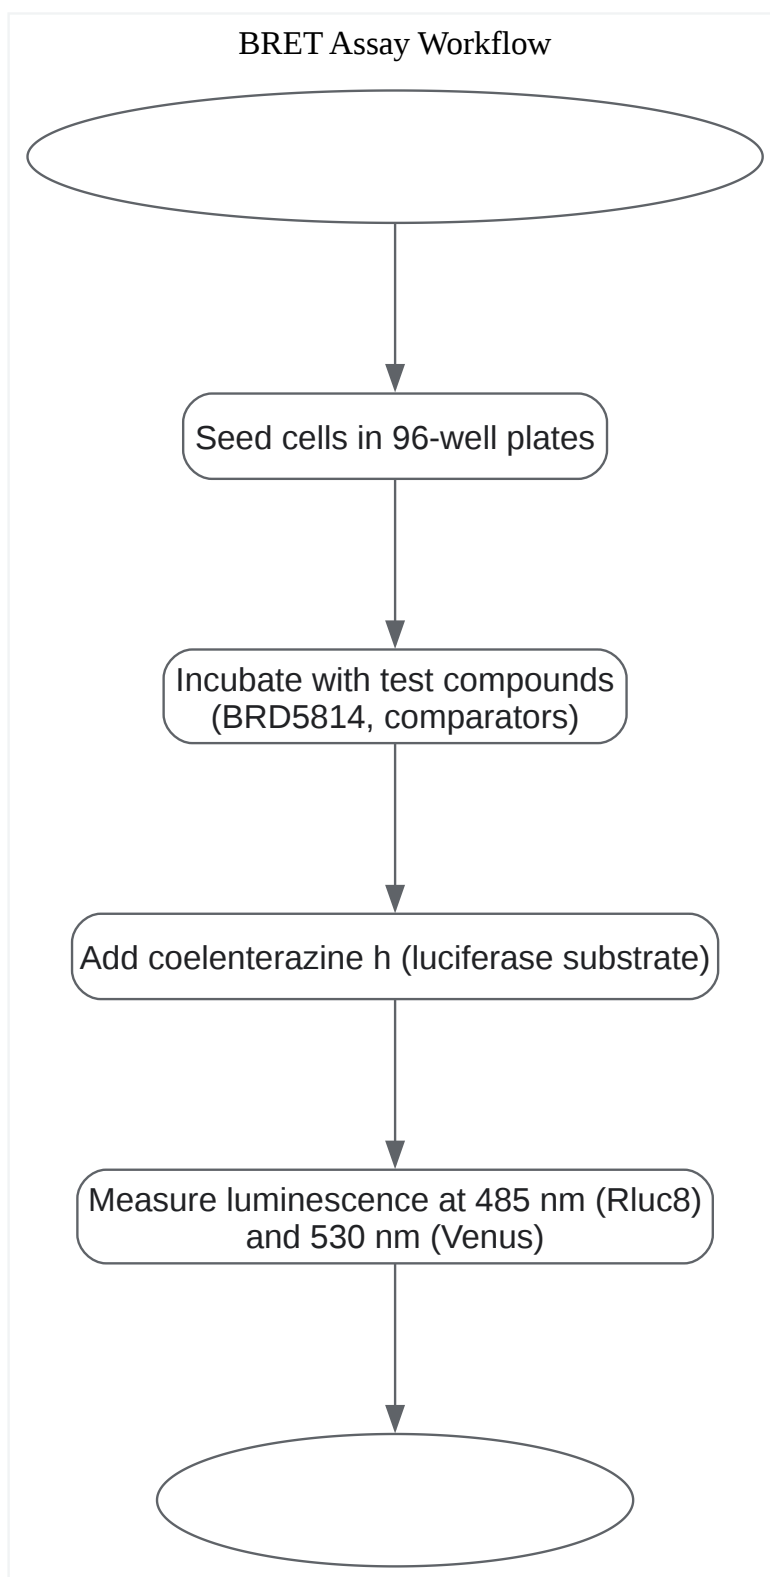 BRET Assay Workflow
Seed cells in 96-well plates
Incubate with test compounds
(BRD5814, comparators)
Add coelenterazine h (luciferase substrate)
Measure luminescence at 485 nm (Rluc8)
and 530 nm (Venus)